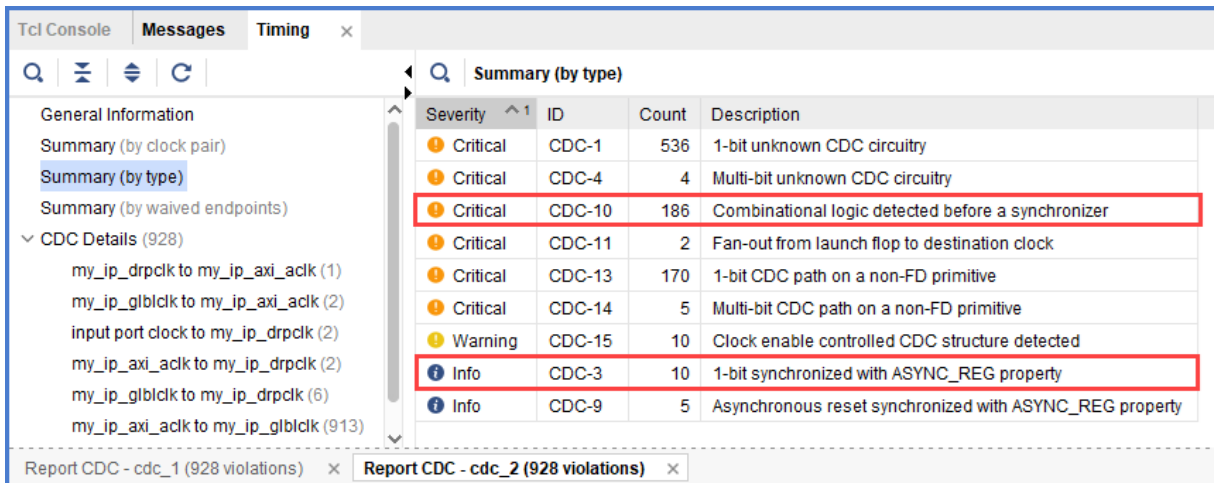 Tcl Console Messages Timing
Summary (by type)
General Information
Summary (by clock pair)
Summary (by type)
Summary (by waived endpoints)
CDC Details (928)
my_ip_drpclk to my_ip_axi_aclk (1)
my_ip_glblclk to my_ip_axi_aclk (2)
input port clock to my_ip_drpclk (2)
my_ip_axi_aclk to my_ip_drpclk (2)
my_ip_glblclk to my_ip_drpclk (6)
my_ip_axi_aclk to my_ip_glblclk (913)
Severity 1 ID Count Description
Critical CDC-1 536 1-bit unknown CDC circuitry
Critical CDC-4 4 Multi-bit unknown CDC circuitry
Critical CDC-10 186 Combinational logic detected before a synchronizer
Critical CDC-11 2 Fan-out from launch flop to destination clock
Critical CDC-13 170 1-bit CDC path on a non-FD primitive
Critical CDC-14 5 Multi-bit CDC path on a non-FD primitive
Warning CDC-15 10 Clock enable controlled CDC structure detected
Info CDC-3 10 1-bit synchronized with ASYNC_REG property
Info CDC-9 5 Asynchronous reset synchronized with ASYNC_REG property
Report CDC - cdc_1 (928 violations) Report CDC - cdc_2 (928 violations)